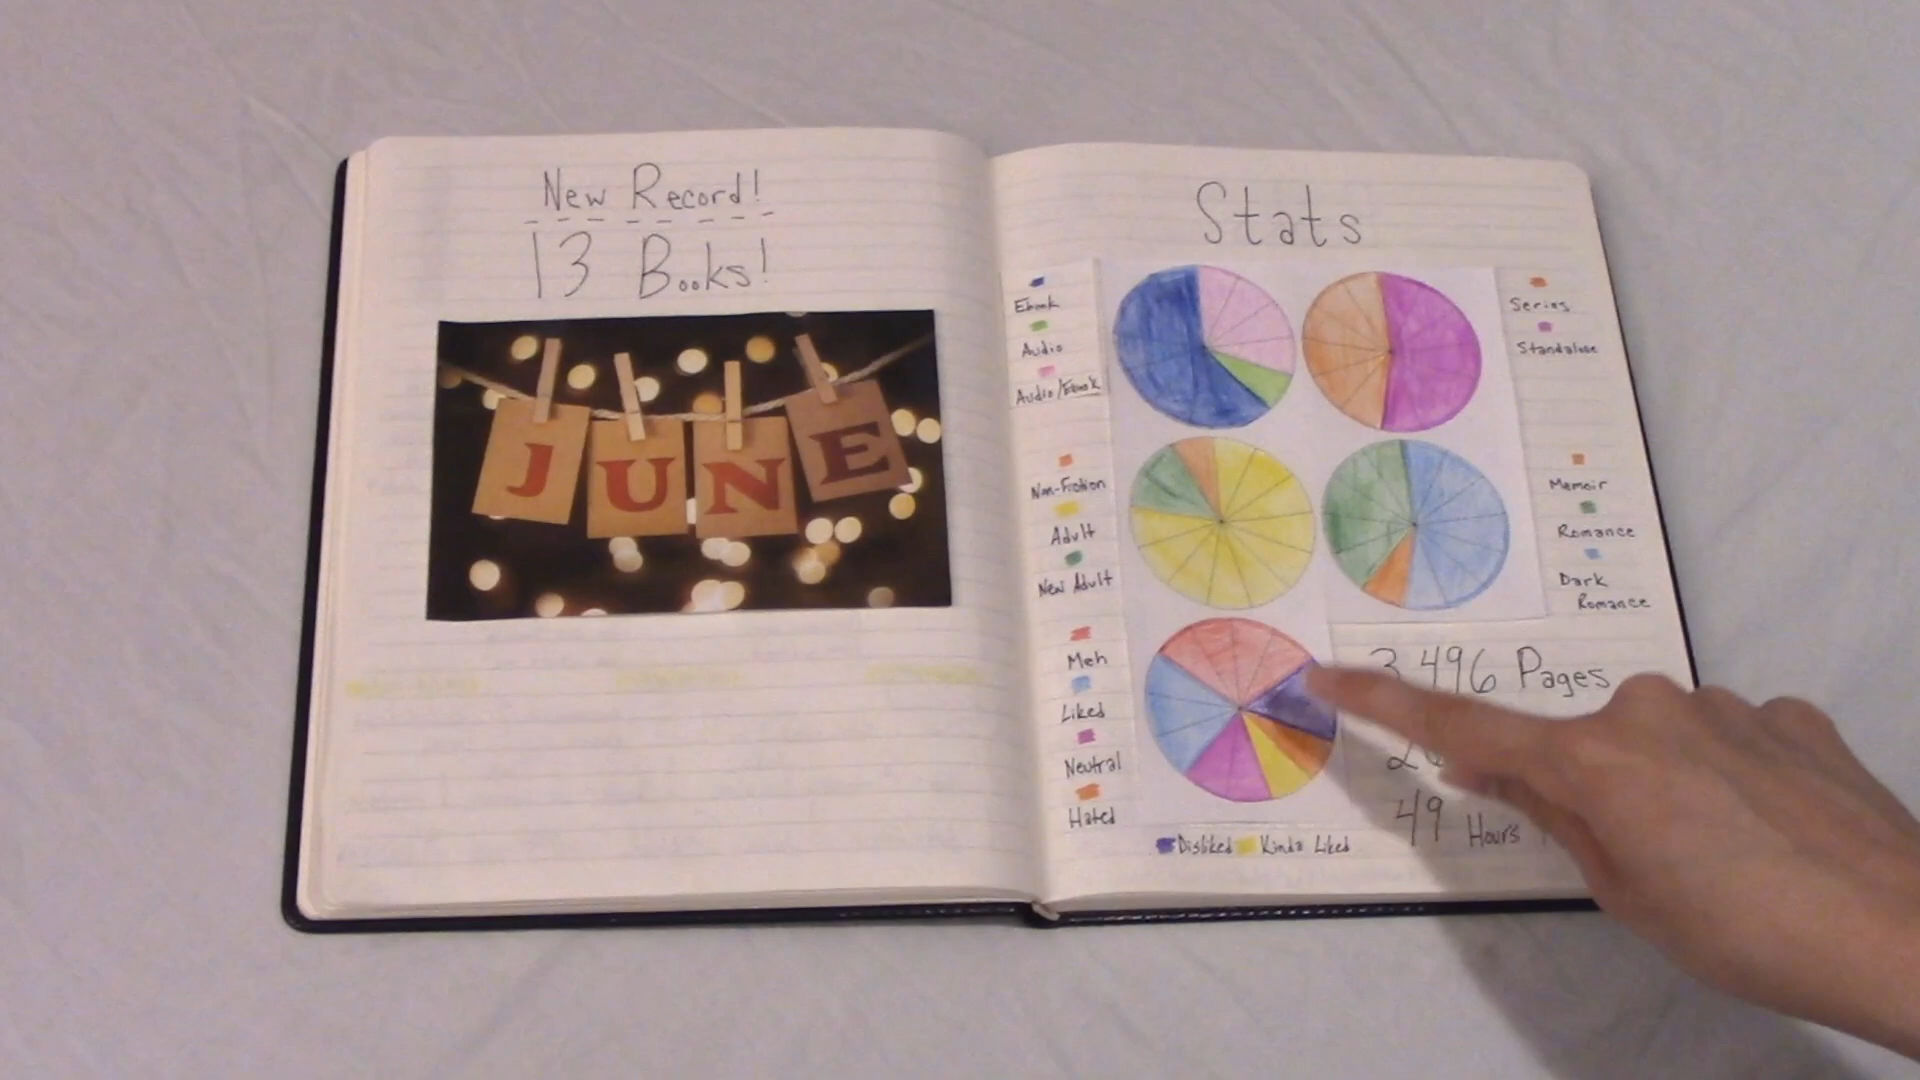 New Record!
13 Books!
JUNE
Stats
Ebook
Audio
Audio/Ebook
Series
Standalone
Non-Fiction
Adult
New Adult
Memoir
Romance
Dark
Romance
Meh
Liked
Neutral
Hated
Disliked Kinda Liked
3,496 Pages
49 Hours